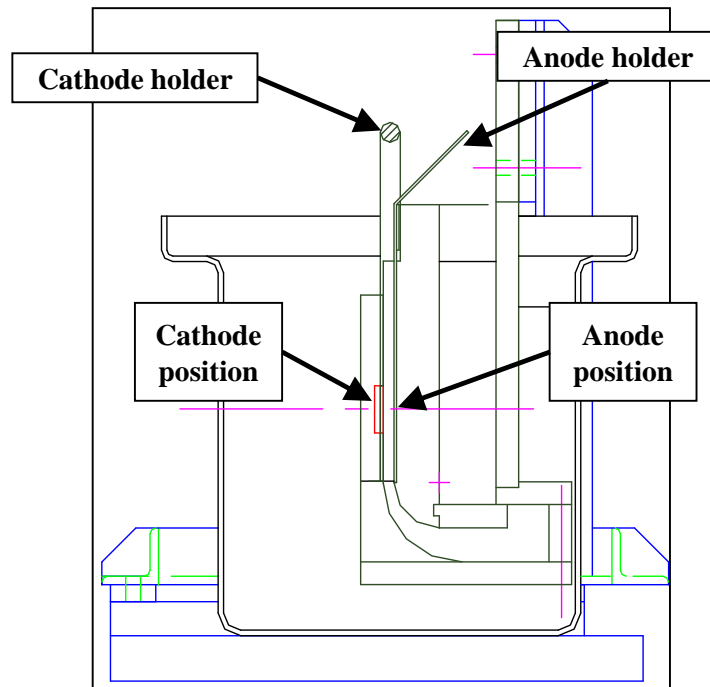 Cathode holder
Anode holder
Cathode
position
Anode
position